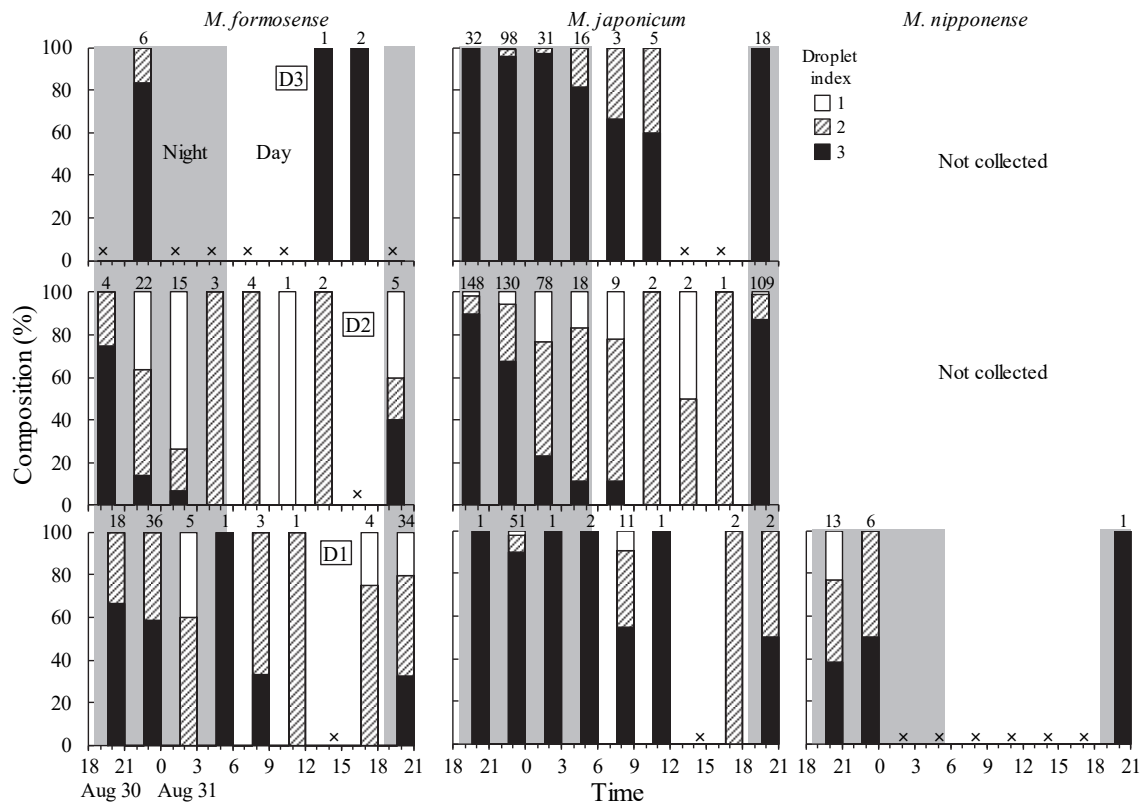 M. formosense M. japonicum M. nipponense
6 1 2 32 98 31 16 3 5 18
100 D3 Droplet
80 index
1
60 2
Night Day 3 Not collected
40
20
× × × × × × × ×
0
4 22 15 3 4 1 2 5 148 130 78 18 9 2 2 1 109
100 D2
80
60 Not collected
40
20
×
0
18 36 5 1 3 1 4 34 1 51 1 2 11 1 2 2 13 6 1
100 D1
80
60
40
20
× × × × × × × ×
0
18 21 0 3 6 9 12 15 18 21 18 21 0 3 6 9 12 15 18 21 18 21 0 3 6 9 12 15 18 21
Aug 30 Aug 31 Time
Composition (%)